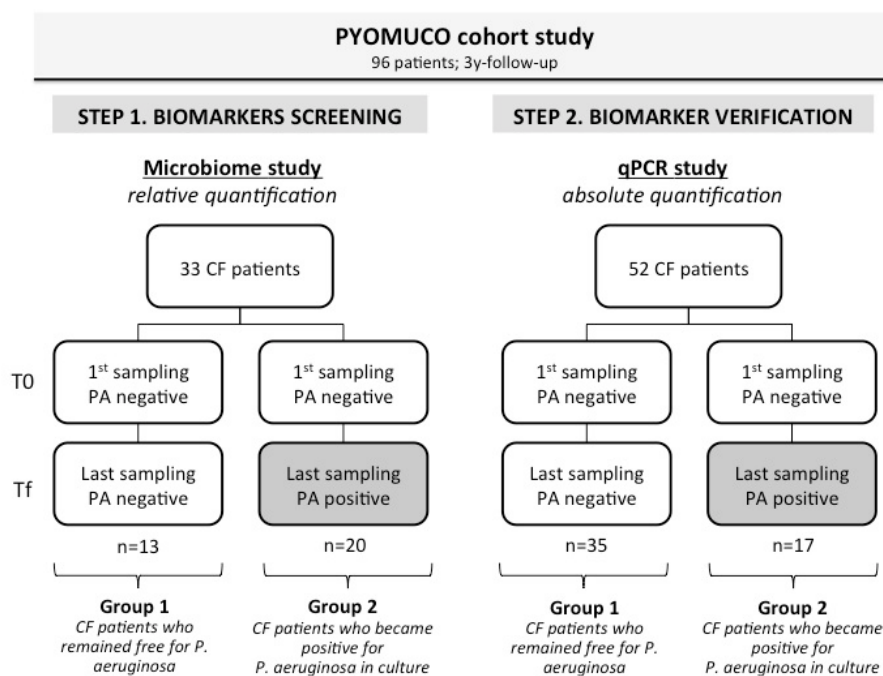 PYOMUCO cohort study
96 patients; 3y-follow-up
STEP 1. BIOMARKERS SCREENING
Microbiome study
relative quantification
33 CF patients
T0
1st sampling
PA negative
1st sampling
PA negative
Tf
Last sampling
PA negative
Last sampling
PA positive
n=13
n=20
Group 1
CF patients who
remained free for P.
aeruginosa
Group 2
CF patients who became
positive for
P. aeruginosa in culture
STEP 2. BIOMARKER VERIFICATION
qPCR study
absolute quantification
52 CF patients
1st sampling
PA negative
1st sampling
PA negative
Last sampling
PA negative
Last sampling
PA positive
n=35
n=17
Group 1
CF patients who
remained free for P.
aeruginosa
Group 2
CF patients who became
positive for
P. aeruginosa in culture